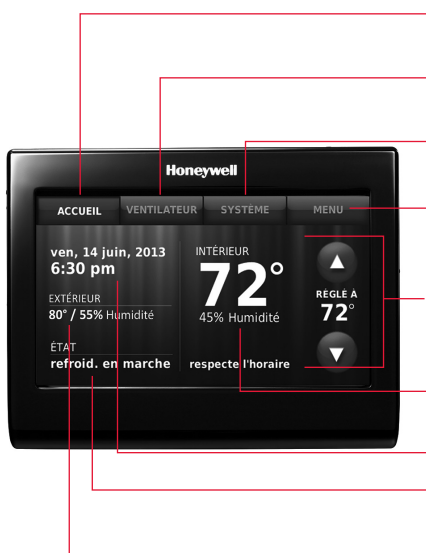 Honeywell
ACCUEIL VENTILATEUR SYSTÈME MENU
ven, 14 juin, 2013
6:30 pm
EXTÉRIEUR
80° / 55% Humidité
ÉTAT
refroid. en marche
INTÉRIEUR
72°
45% Humidité
respecte l'horaire
RÉGLÉ À
72°